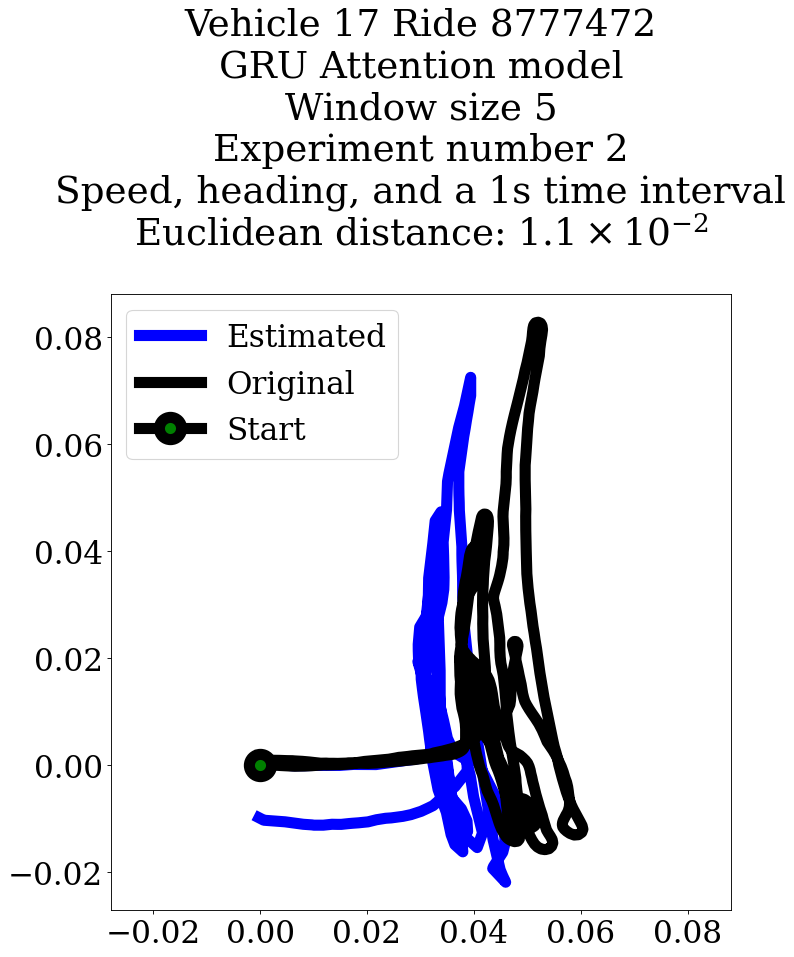 Vehicle 17 Ride 8777472
GRU Attention model
Window size 5
Experiment number 2
Speed, heading, and a 1s time interval
Euclidean distance: 1.1 × 10⁻²
Estimated
Original
Start
0.08
0.06
0.04
0.02
0.00
−0.02
−0.02 0.00 0.02 0.04 0.06 0.08